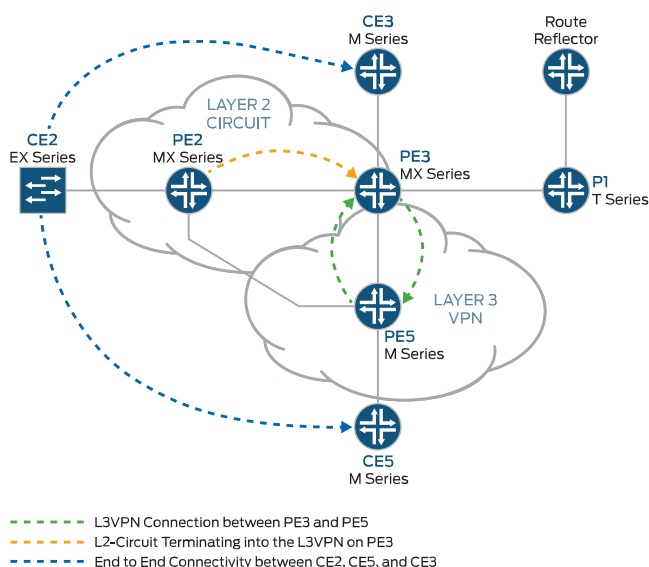 CE3
M Series
Route
Reflector
LAYER 2
CIRCUIT
CE2
EX Series
PE2
MX Series
PE3
MX Series
P1
T Series
LAYER 3
VPN
PE5
M Series
CE5
M Series
L3VPN Connection between PE3 and PE5
L2-Circuit Terminating into the L3VPN on PE3
End to End Connectivity between CE2, CE5, and CE3